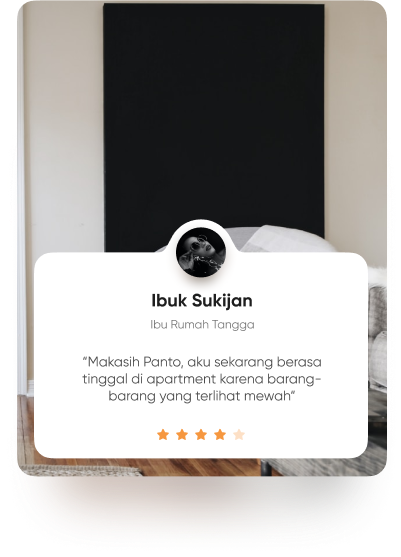 Ibuk Sukijan
Ibu Rumah Tangga
“Makasih Panto, aku sekarang berasa
tinggal di apartment karena barang-
barang yang terlihat mewah”